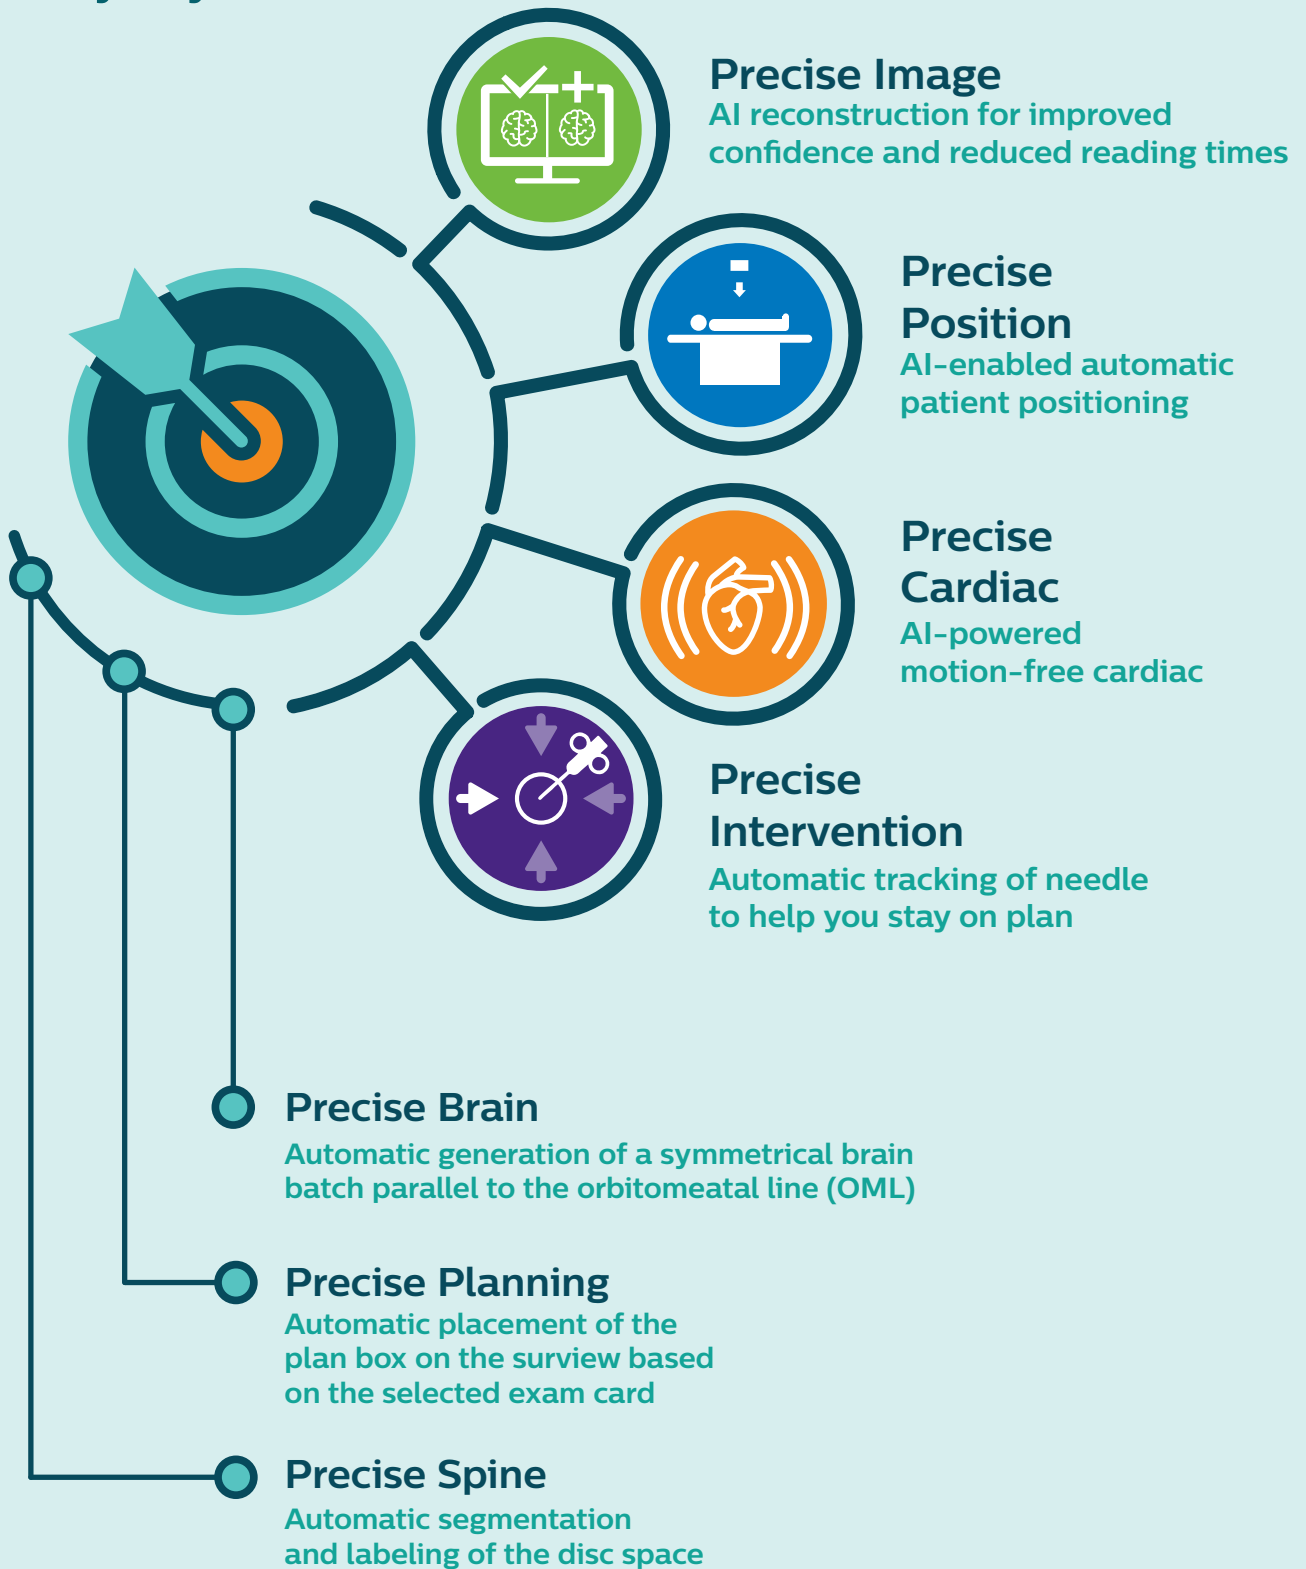 Precise Image
AI reconstruction for improved
confidence and reduced reading times
Precise
Position
AI-enabled automatic
patient positioning
Precise
Cardiac
AI-powered
motion-free cardiac
Precise
Intervention
Automatic tracking of needle
to help you stay on plan
Precise Brain
Automatic generation of a symmetrical brain
batch parallel to the orbitomeatal line (OML)
Precise Planning
Automatic placement of the
plan box on the surview based
on the selected exam card
Precise Spine
Automatic segmentation
and labeling of the disc space